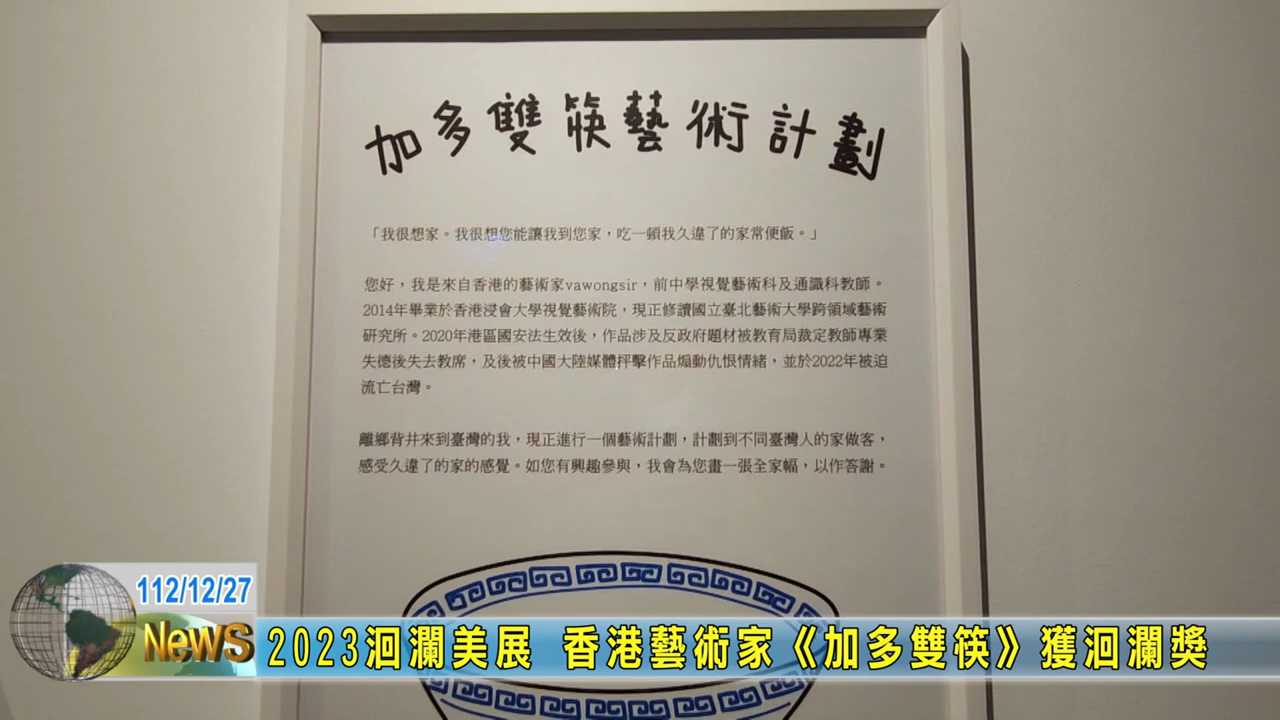 加多雙筷藝術計劃
「我很想家。我很想您能讓我到您家，吃一頓我久違了的家常便飯。」
您好，我是來自香港的藝術家vawongsir，前中學視覺藝術科及通識科教師。
2014年畢業於香港浸會大學視覺藝術院，現正修讀國立臺北藝術大學跨領域藝術
研究所。2020年港區國安法生效後，作品涉及反政府題材被教育局裁定教師專業
失德後失去教席，及後被中國大陸媒體抨擊作品煽動仇恨情緒，並於2022年被迫
流亡台灣。
離鄉背井來到臺灣的我，現正進行一個藝術計劃，計劃到不同臺灣人的家做客，
感受久違了的家的感覺。如您有興趣參與，我會為您畫一張全家幅，以作答謝。
112/12/27
NewS
2023洄瀾美展 香港藝術家《加多雙筷》獲洄瀾獎